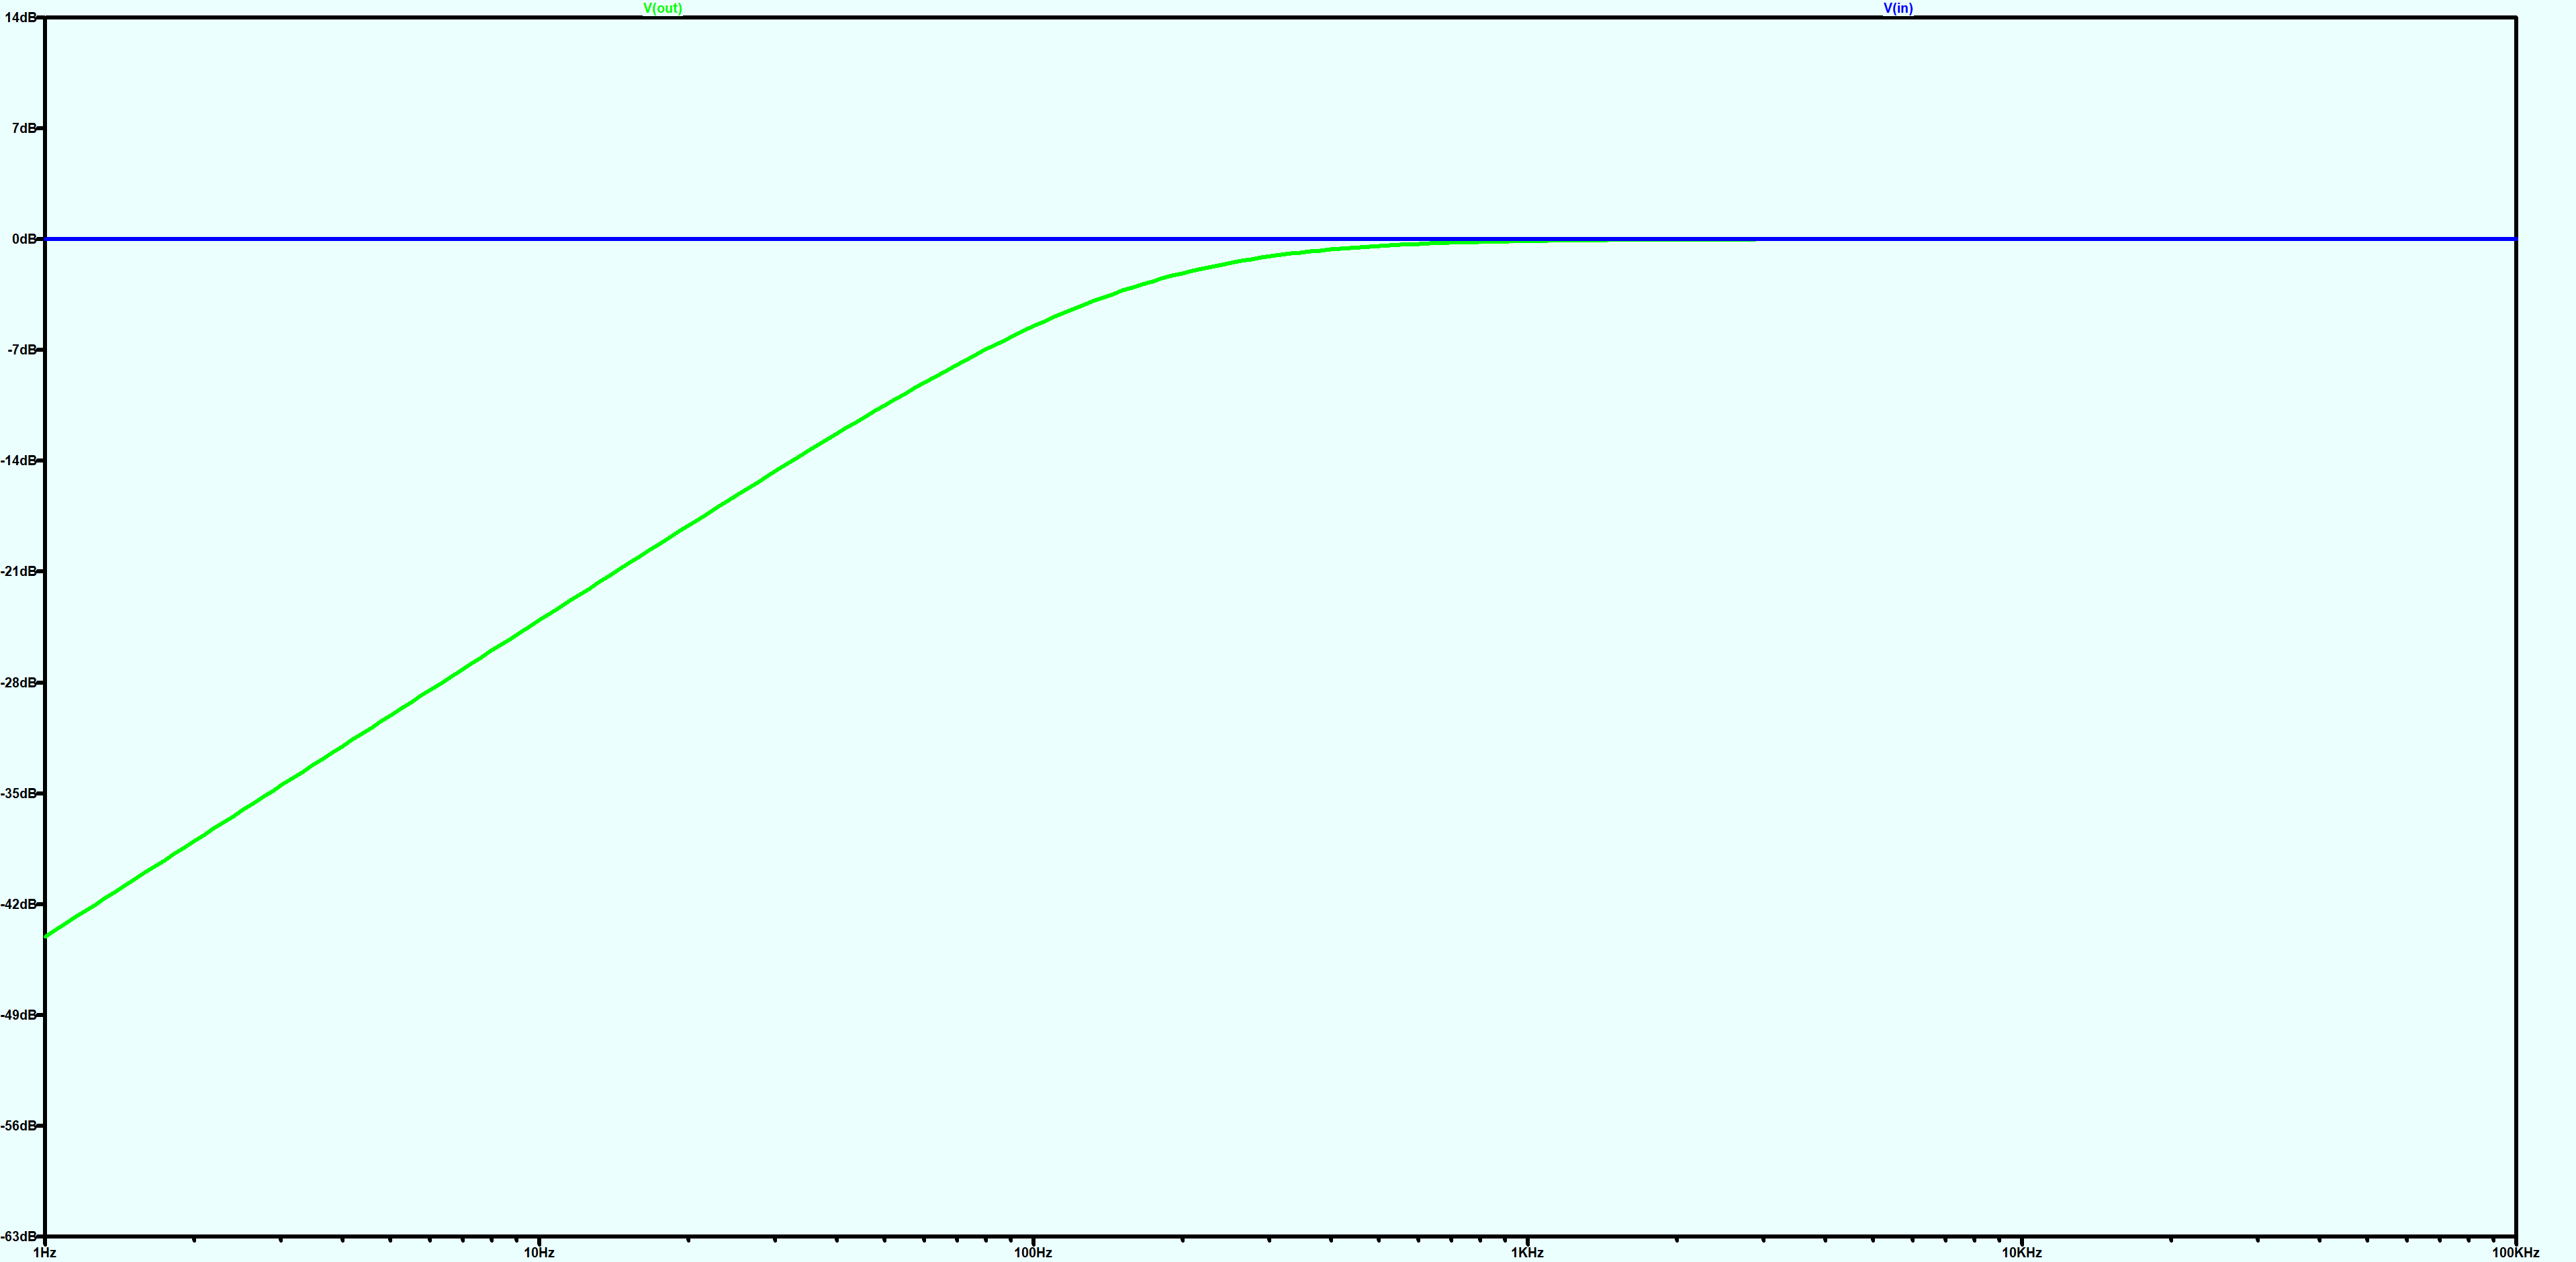 V(out) V(in)
14dB
7dB
0dB
-7dB
-14dB
-21dB
-28dB
-35dB
-42dB
-49dB
-56dB
-63dB
1Hz 10Hz 100Hz 1KHz 10KHz 100KHz